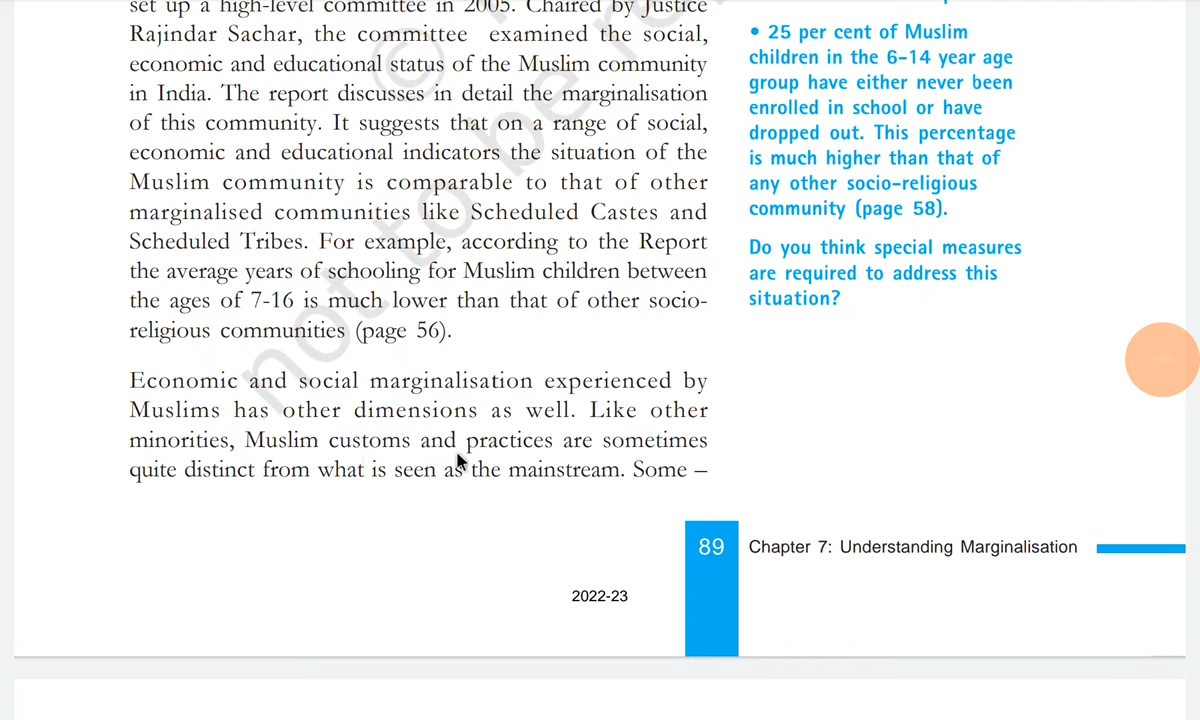 set up a high-level committee in 2005. Chaired by Justice
Rajindar Sachar, the committee examined the social,
economic and educational status of the Muslim community
in India. The report discusses in detail the marginalisation
of this community. It suggests that on a range of social,
economic and educational indicators the situation of the
Muslim community is comparable to that of other
marginalised communities like Scheduled Castes and
Scheduled Tribes. For example, according to the Report
the average years of schooling for Muslim children between
the ages of 7-16 is much lower than that of other socio-
religious communities (page 56).
Economic and social marginalisation experienced by
Muslims has other dimensions as well. Like other
minorities, Muslim customs and practices are sometimes
quite distinct from what is seen as the mainstream. Some –
• 25 per cent of Muslim
children in the 6-14 year age
group have either never been
enrolled in school or have
dropped out. This percentage
is much higher than that of
any other socio-religious
community (page 58).
Do you think special measures
are required to address this
situation?
89
Chapter 7: Understanding Marginalisation
2022-23
©
not to be re